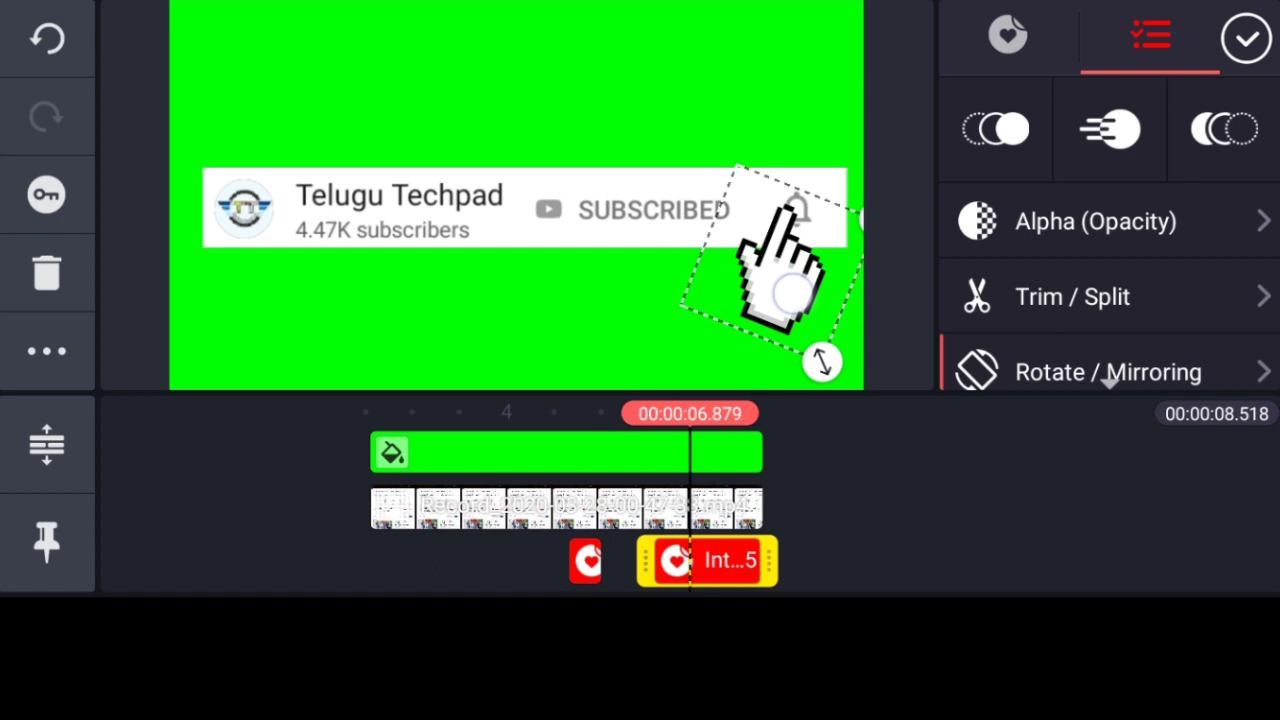 Telugu Techpad
4.47K subscribers
SUBSCRIBED
Alpha (Opacity)
Trim / Split
Rotate / Mirroring
4
00:00:06.879
00:00:08.518
Int...5